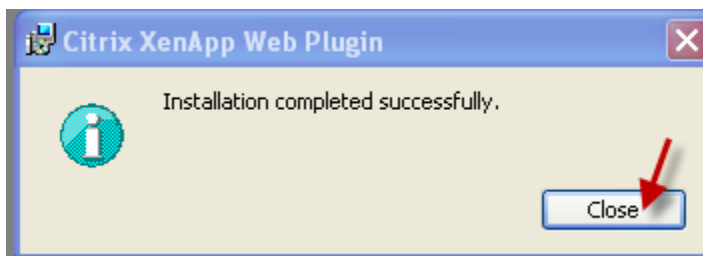 Citrix XenApp Web Plugin
Installation completed successfully.
Close